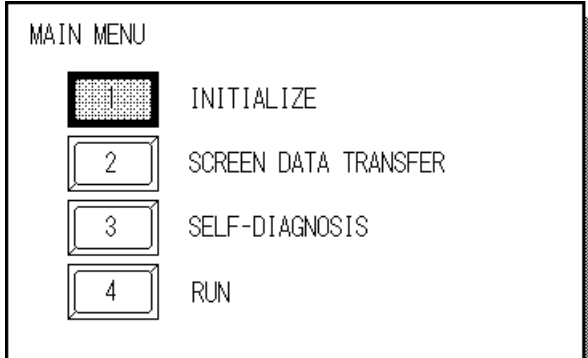 MAIN MENU
1 INITIALIZE
2 SCREEN DATA TRANSFER
3 SELF-DIAGNOSIS
4 RUN